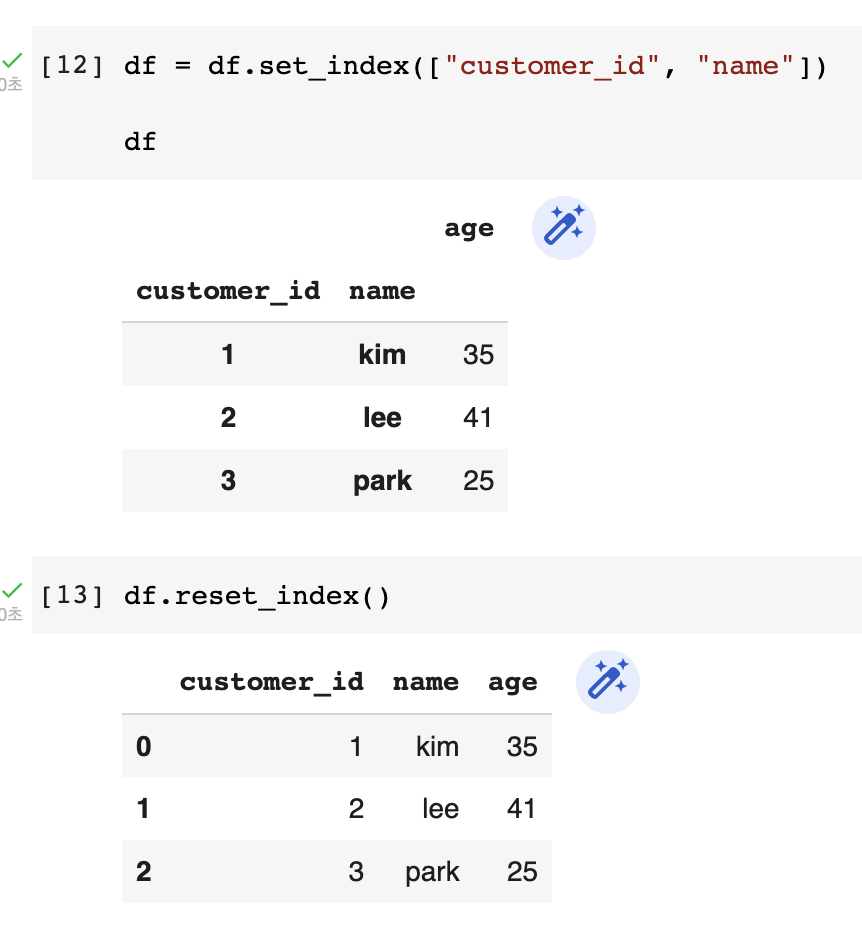 [12] df = df.set_index(["customer_id", "name"])
0초
df
age
customer_id name
1 kim 35
2 lee 41
3 park 25
[13] df.reset_index()
0초
customer_id name age
0 1 kim 35
1 2 lee 41
2 3 park 25